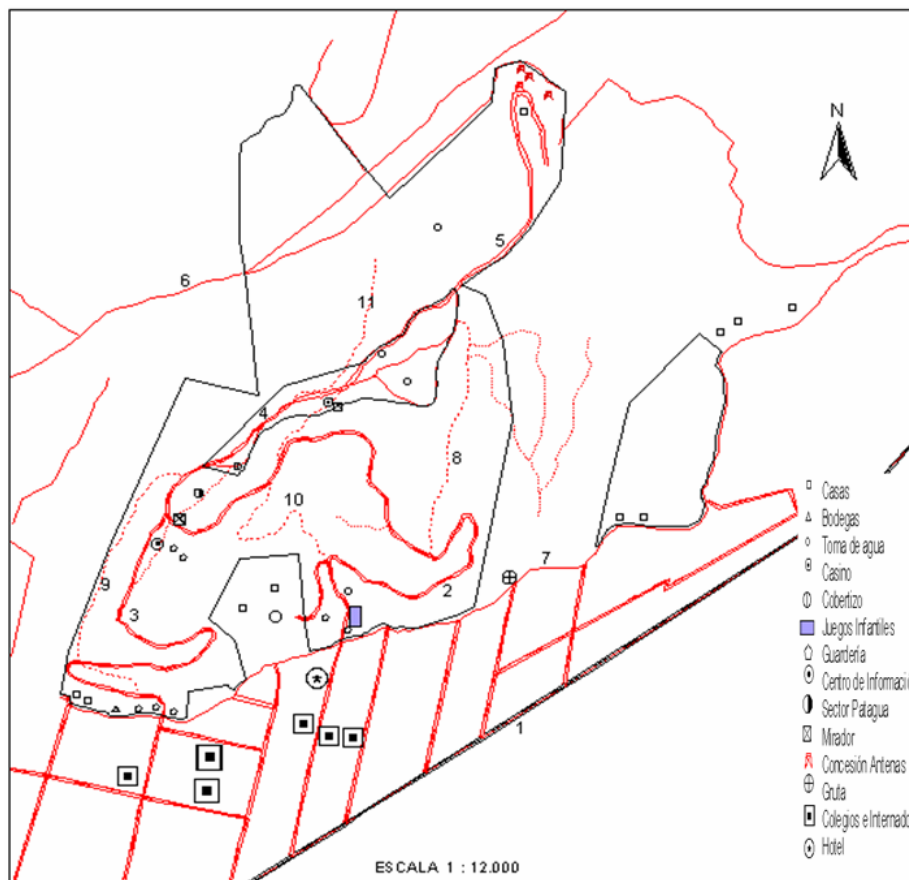 N
5
6
11
4
8
10
9
3
2
7
1
Casas
Bodegas
Toma de agua
Casino
Cobertizo
Juegos Infantiles
Guardería
Centro de Informació
Sector Patagua
Mirador
Concesión Antenas
Gruta
Colegios e Internado
Hotel
ESCALA 1 : 12.000